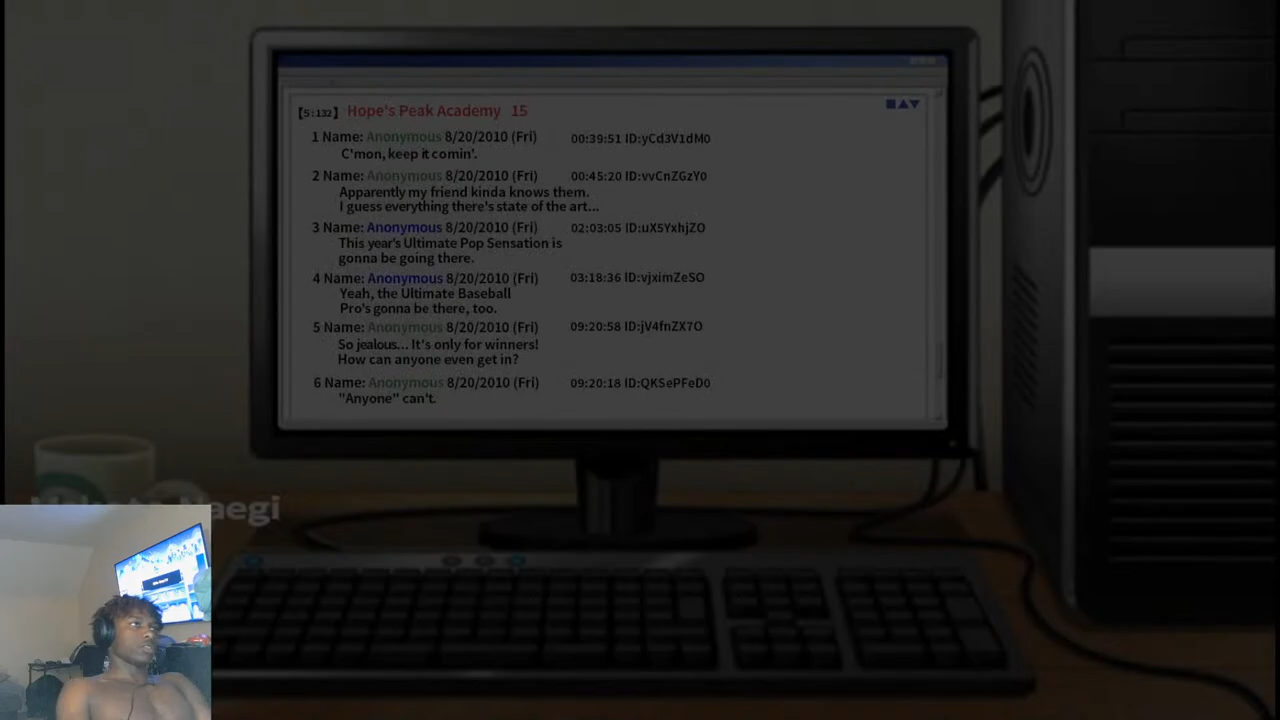 【5:132】 Hope's Peak Academy 15
1 Name: Anonymous 8/20/2010 (Fri) 00:39:51 ID:yCd3V1dM0
C'mon, keep it comin'.
2 Name: Anonymous 8/20/2010 (Fri) 00:45:20 ID:vvCnZGzY0
Apparently my friend kinda knows them.
I guess everything there's state of the art...
3 Name: Anonymous 8/20/2010 (Fri) 02:03:05 ID:uX5YxhjZO
This year's Ultimate Pop Sensation is
gonna be going there.
4 Name: Anonymous 8/20/2010 (Fri) 03:18:36 ID:vjximZeSO
Yeah, the Ultimate Baseball
Pro's gonna be there, too.
5 Name: Anonymous 8/20/2010 (Fri) 09:20:58 ID:jV4fnZX7O
So jealous... It's only for winners!
How can anyone even get in?
6 Name: Anonymous 8/20/2010 (Fri) 09:20:18 ID:QKSePFeD0
"Anyone" can't.